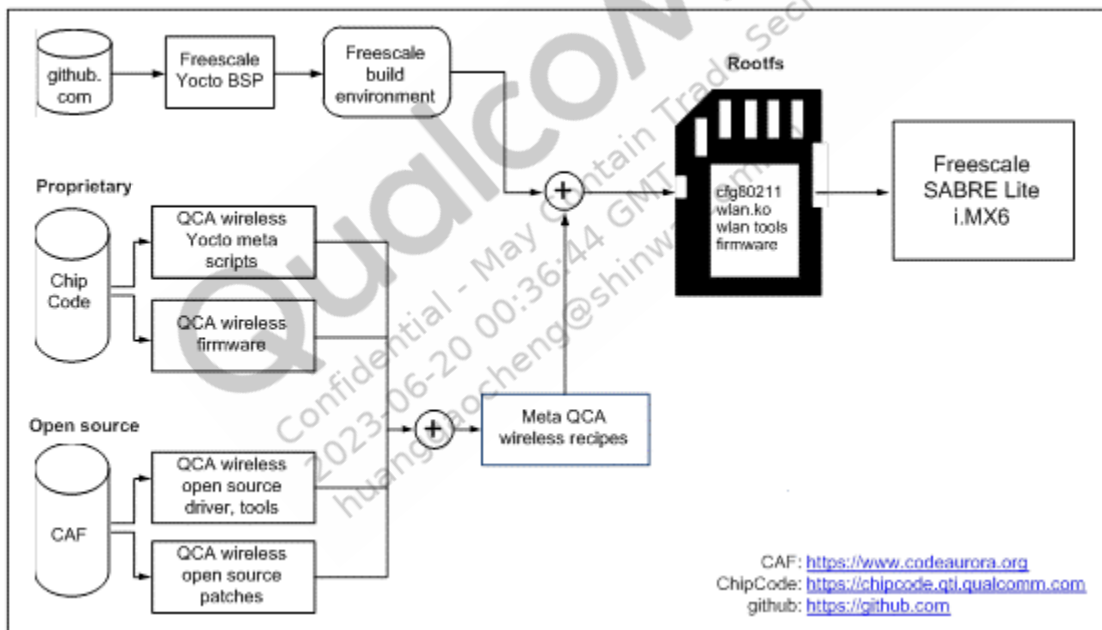 github.
com
Freescale
Yocto BSP
Freescale
build
environment
Rootfs
cfg80211
wlan.ko
wlan tools
firmware
Freescale
SABRE Lite
i.MX6
Proprietary
Chip
Code
QCA wireless
Yocto meta
scripts
QCA wireless
firmware
Open source
CAF
QCA wireless
open source
driver, tools
QCA wireless
open source
patches
+
+
Meta QCA
wireless recipes
Qualco
Confidential - May Contain Trade Sec
2023-06-20 00:36:44 GMT
CAF: https://www.codeaurora.org
ChipCode: https://chipcode.qti.qualcomm.com
github: https://github.com